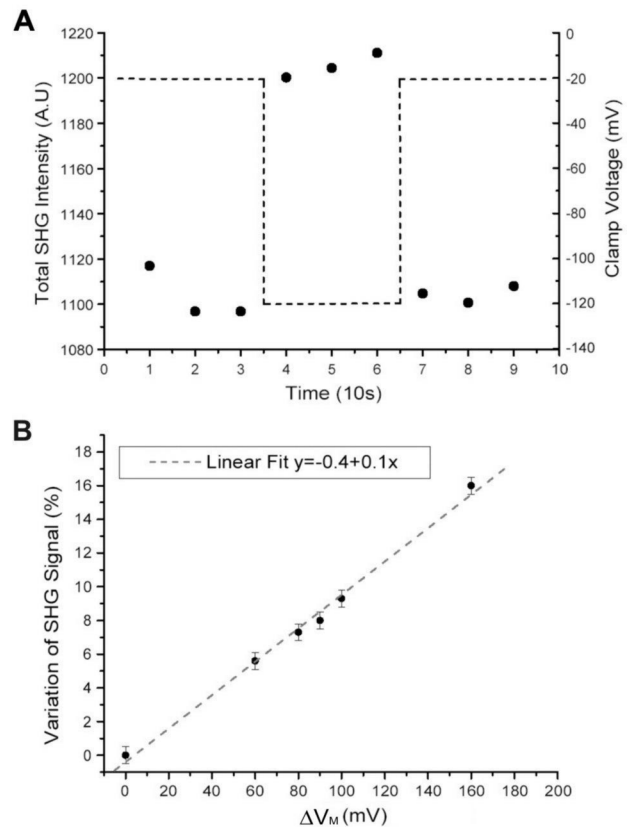 A
1220
1200
1180
1160
1140
1120
1100
1080
Total SHG Intensity (A.U)
0
-20
-40
-60
-80
-100
-120
-140
Clamp Voltage (mV)
0 1 2 3 4 5 6 7 8 9 10
Time (10s)
B
18
16
14
12
10
8
6
4
2
0
Variation of SHG Signal (%)
Linear Fit y=-0.4+0.1x
0 20 40 60 80 100 120 140 160 180 200
ΔVM (mV)